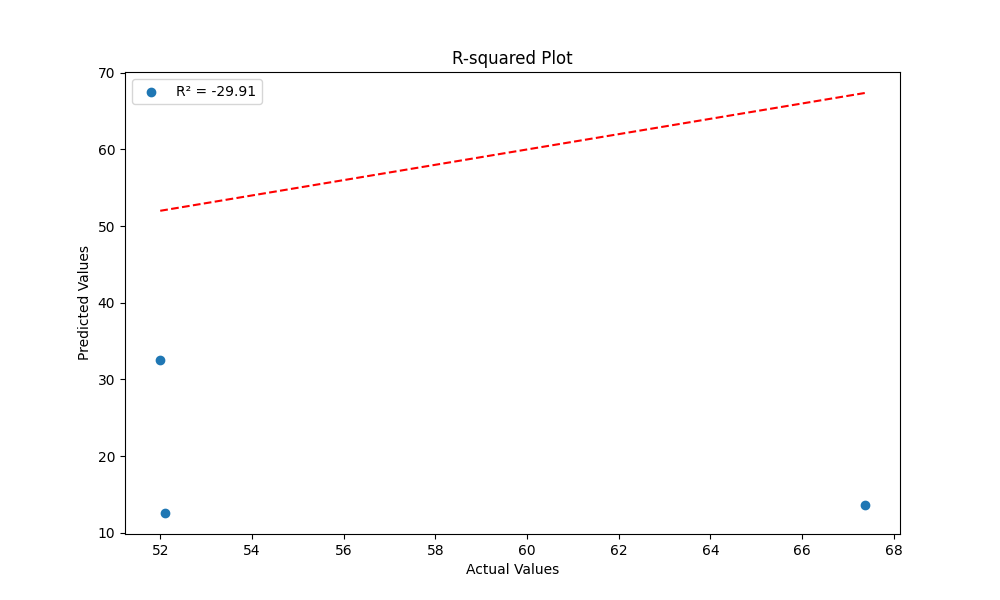 R-squared Plot
R² = -29.91
70
60
50
40
30
20
10
Predicted Values
52 54 56 58 60 62 64 66 68
Actual Values